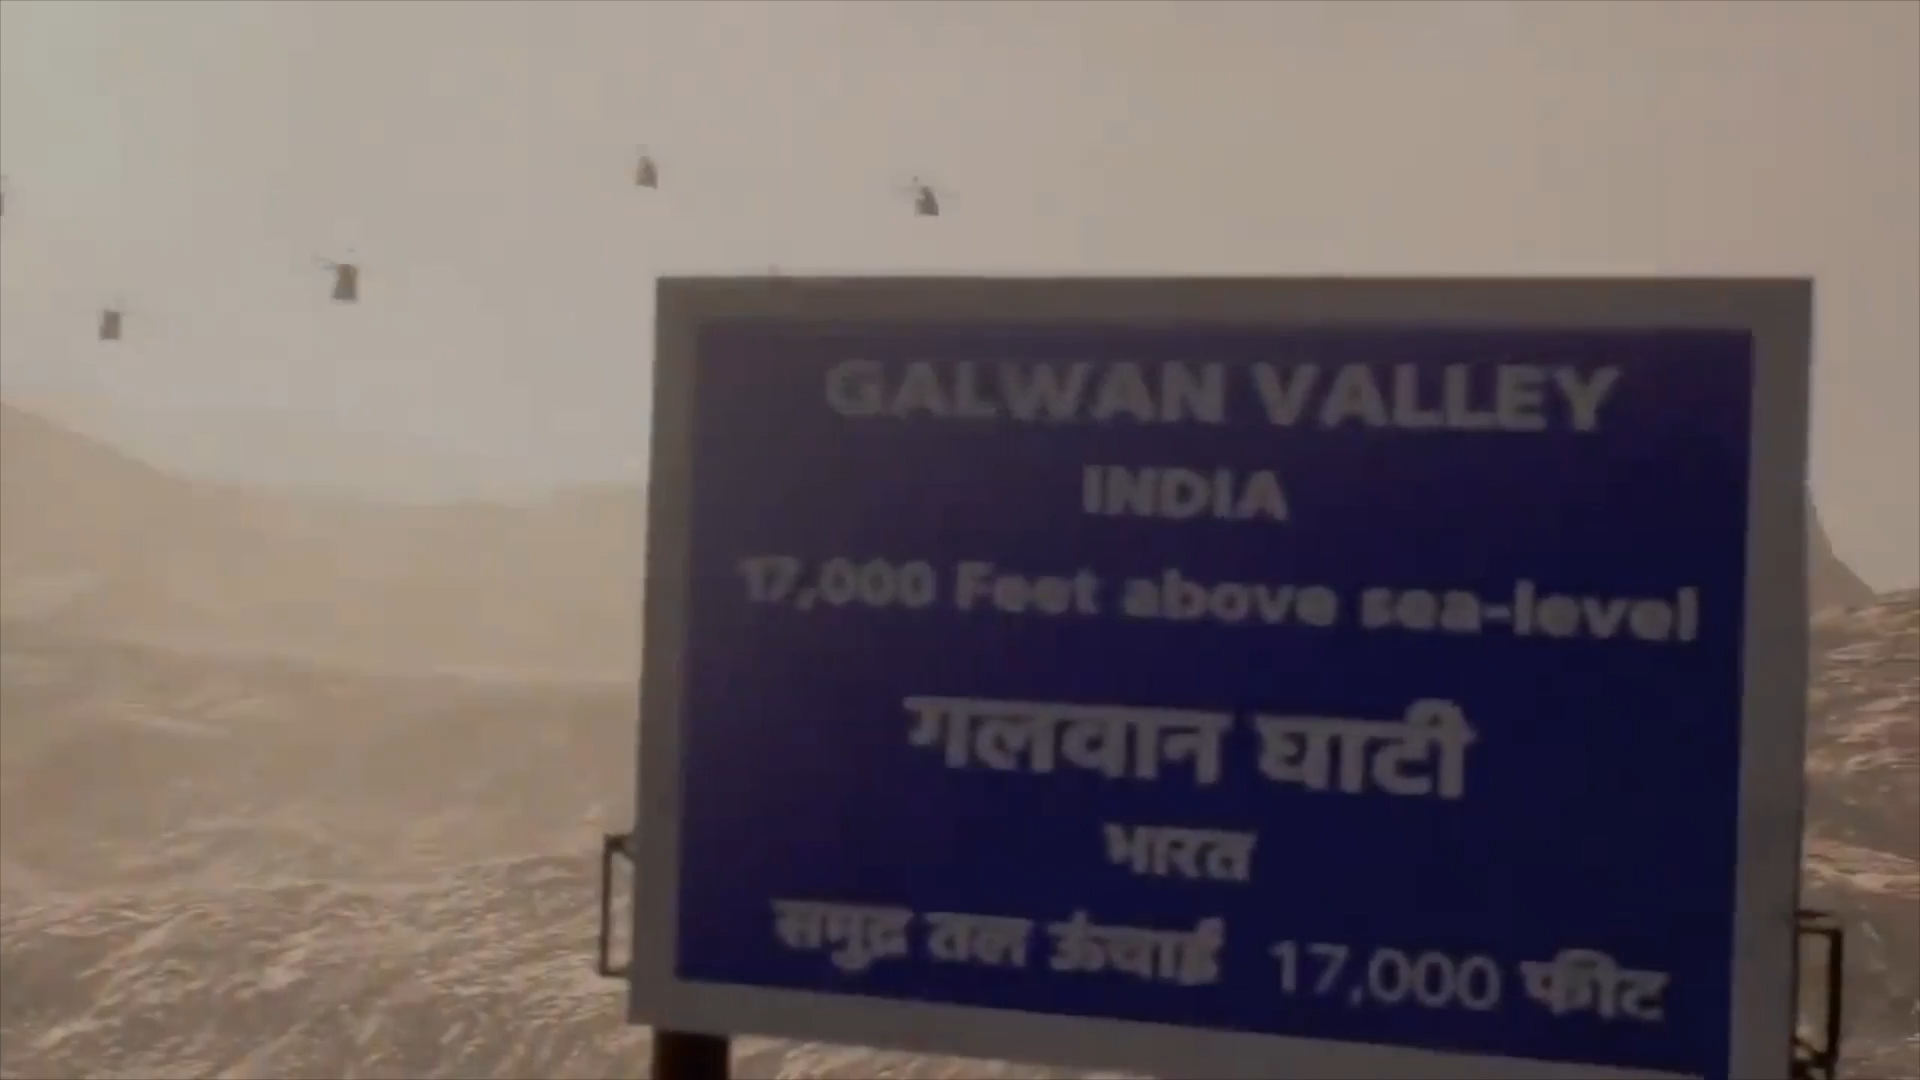 GALWAN VALLEY
INDIA
17,000 Feet above sea-level
गलवान घाटी
भारत
समुद्र तल ऊंचाई 17,000 फीट